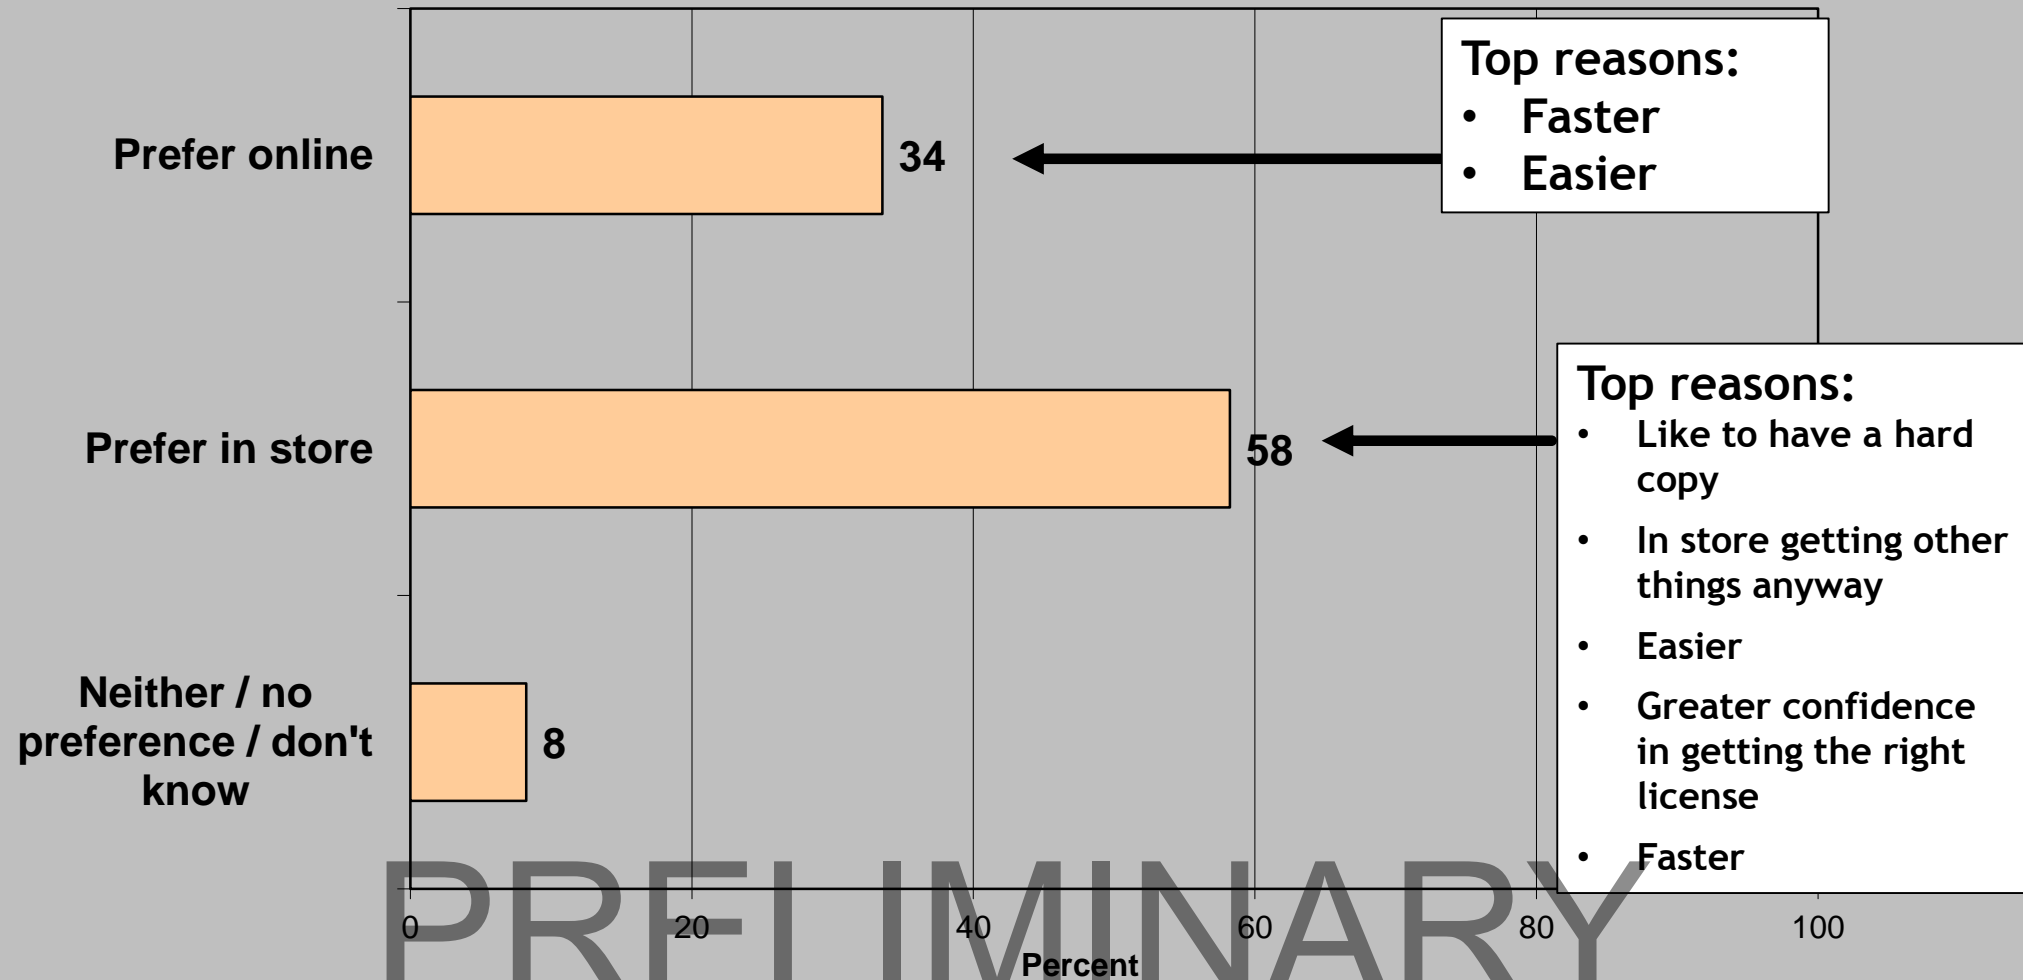 Top reasons:
• Faster
• Easier
Prefer online
34
Prefer in store
58
Top reasons:
• Like to have a hard
copy
• In store getting other
things anyway
• Easier
• Greater confidence
in getting the right
license
• Faster
Neither / no
preference / don't
know
8
PRELIMINARY
0 20 40 60 80 100
Percent